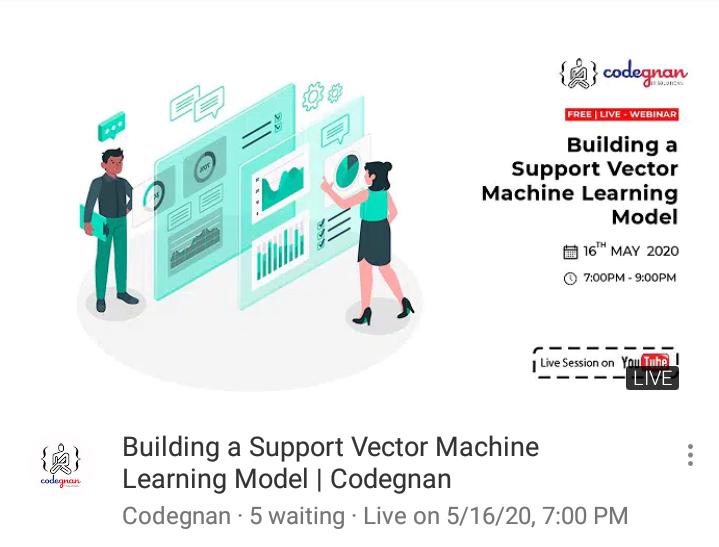 codegnan
IT SOLUTIONS
FREE | LIVE - WEBINAR
Building a
Support Vector
Machine Learning
Model
16TH MAY 2020
7:00PM - 9:00PM
Live Session on YouTube
LIVE
Building a Support Vector Machine
Learning Model | Codegnan
codegnan
Codegnan · 5 waiting · Live on 5/16/20, 7:00 PM